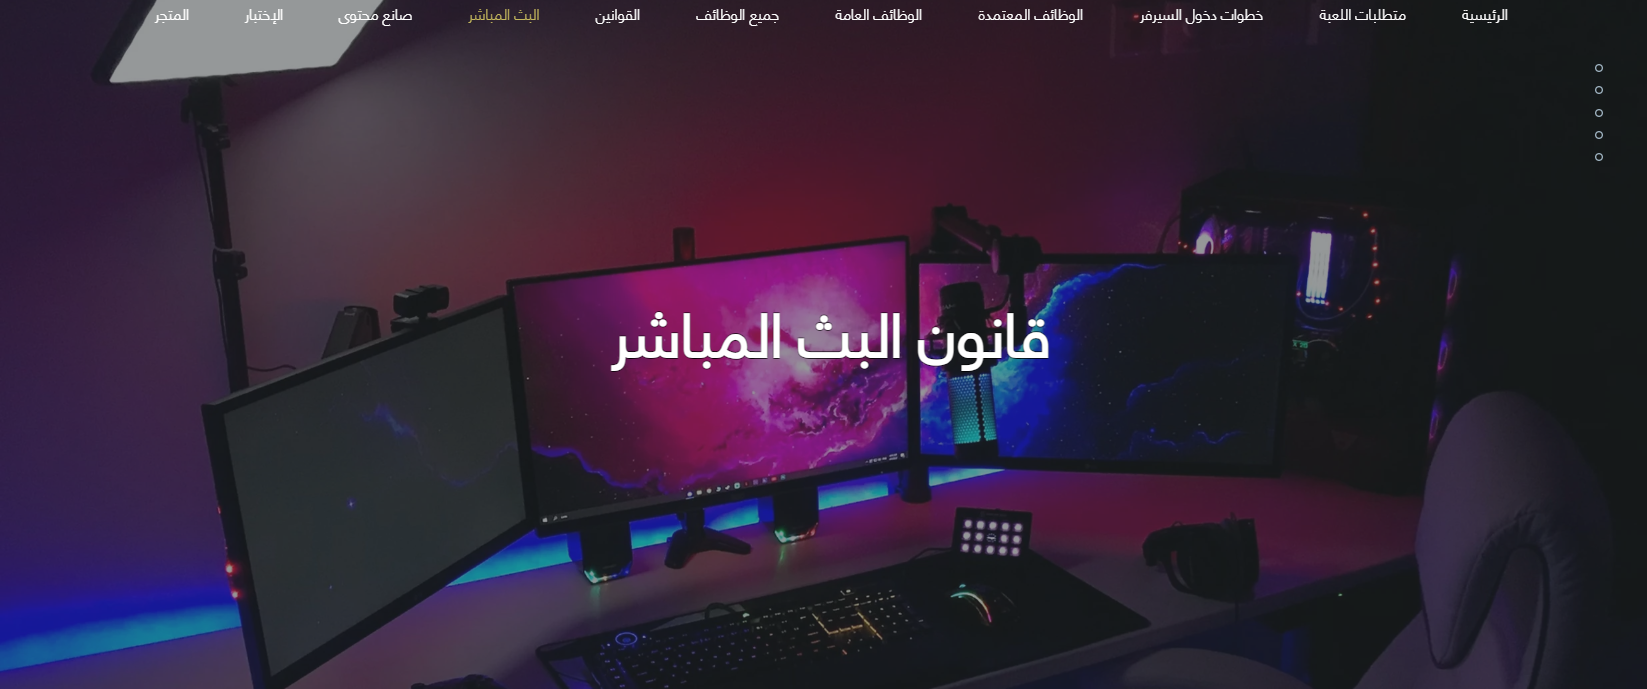 الرئيسية متطلبات اللعبة خطوات دخول السيرفر الوظائف المعتمدة الوظائف العامة جميع الوظائف القوانين البث المباشر صانع محتوى الإختبار المتجر
قانون البث المباشر